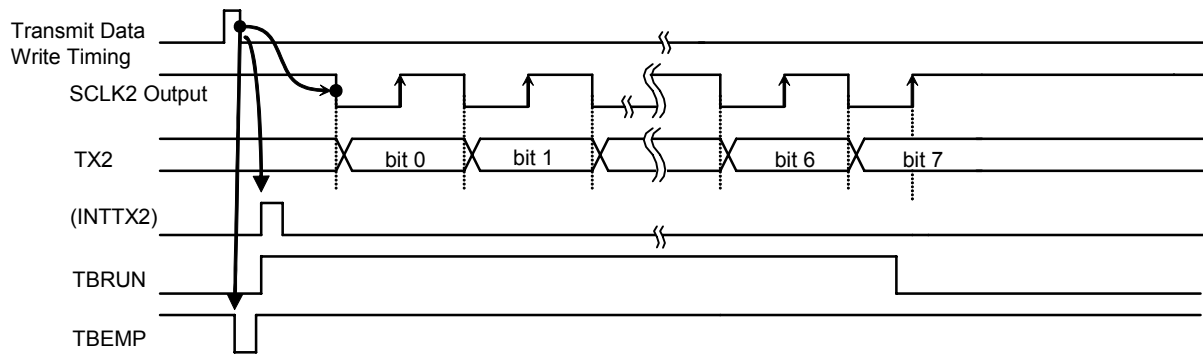 Transmit Data
Write Timing
SCLK2 Output
TX2
bit 0
bit 1
bit 6
bit 7
(INTTX2)
TBRUN
TBEMP